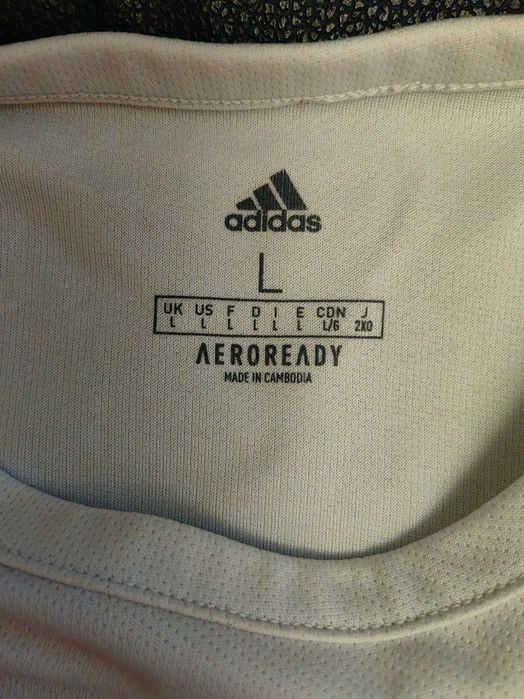 adidas
L
UK US F D I E CDN J
L L L L L L L/G 2XO
AEROREADY
MADE IN CAMBODIA